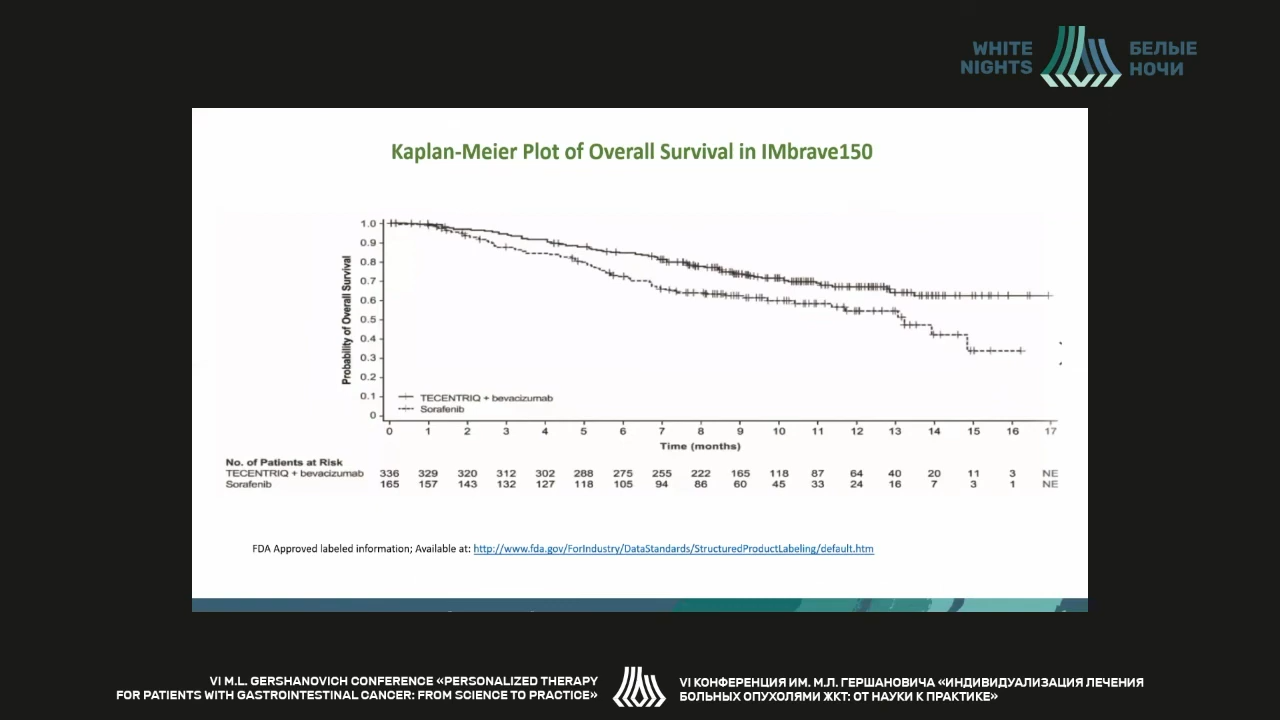 WHITE
NIGHTS
БЕЛЫЕ
НОЧИ
Kaplan-Meier Plot of Overall Survival in IMbrave150
Probability of Overall Survival
1.0
0.9
0.8
0.7
0.6
0.5
0.4
0.3
0.2
0.1
0
TECENTRIQ + bevacizumab
Sorafenib
0 1 2 3 4 5 6 7 8 9 10 11 12 13 14 15 16 17
Time (months)
No. of Patients at Risk
TECENTRIQ + bevacizumab 336 329 320 312 302 288 275 255 222 165 118 87 64 40 20 11 3 NE
Sorafenib 165 157 143 132 127 118 105 94 86 60 45 33 24 16 7 3 1 NE
FDA Approved labeled information; Available at: http://www.fda.gov/ForIndustry/DataStandards/StructuredProductLabeling/default.htm
VI M.L. GERSHANOVICH CONFERENCE «PERSONALIZED THERAPY
FOR PATIENTS WITH GASTROINTESTINAL CANCER: FROM SCIENCE TO PRACTICE»
VI КОНФЕРЕНЦИЯ ИМ. М.Л. ГЕРШАНОВИЧА «ИНДИВИДУАЛИЗАЦИЯ ЛЕЧЕНИЯ
БОЛЬНЫХ ОПУХОЛЯМИ ЖКТ: ОТ НАУКИ К ПРАКТИКЕ»